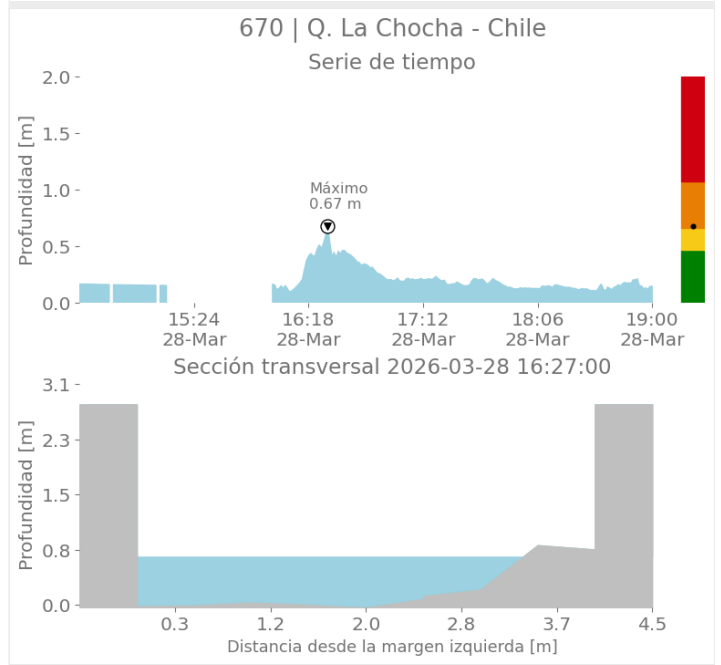 670 | Q. La Chocha - Chile
Serie de tiempo
Profundidad [m]
2.0
1.5
1.0
0.5
0.0
Máximo
0.67 m
15:24 16:18 17:12 18:06 19:00
28-Mar 28-Mar 28-Mar 28-Mar 28-Mar
Sección transversal 2026-03-28 16:27:00
Profundidad [m]
3.1
2.3
1.5
0.8
0.0
0.3 1.2 2.0 2.8 3.7 4.5
Distancia desde la margen izquierda [m]